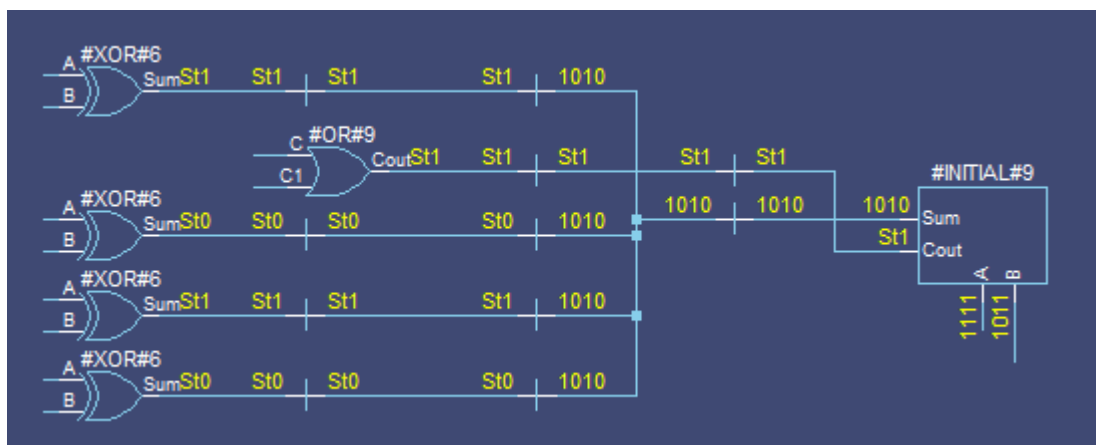 #XOR#6
A Sum St1 St1 St1 St1 1010
B
#OR#9
C Cout St1 St1 St1 St1 St1
C1
#INITIAL#9
#XOR#6
A Sum St0 St0 St0 St0 1010 1010 1010 1010 Sum
B St1 Cout
A B
1111 1011
#XOR#6
A Sum St1 St1 St1 St1 1010
B
#XOR#6
A Sum St0 St0 St0 St0 1010
B